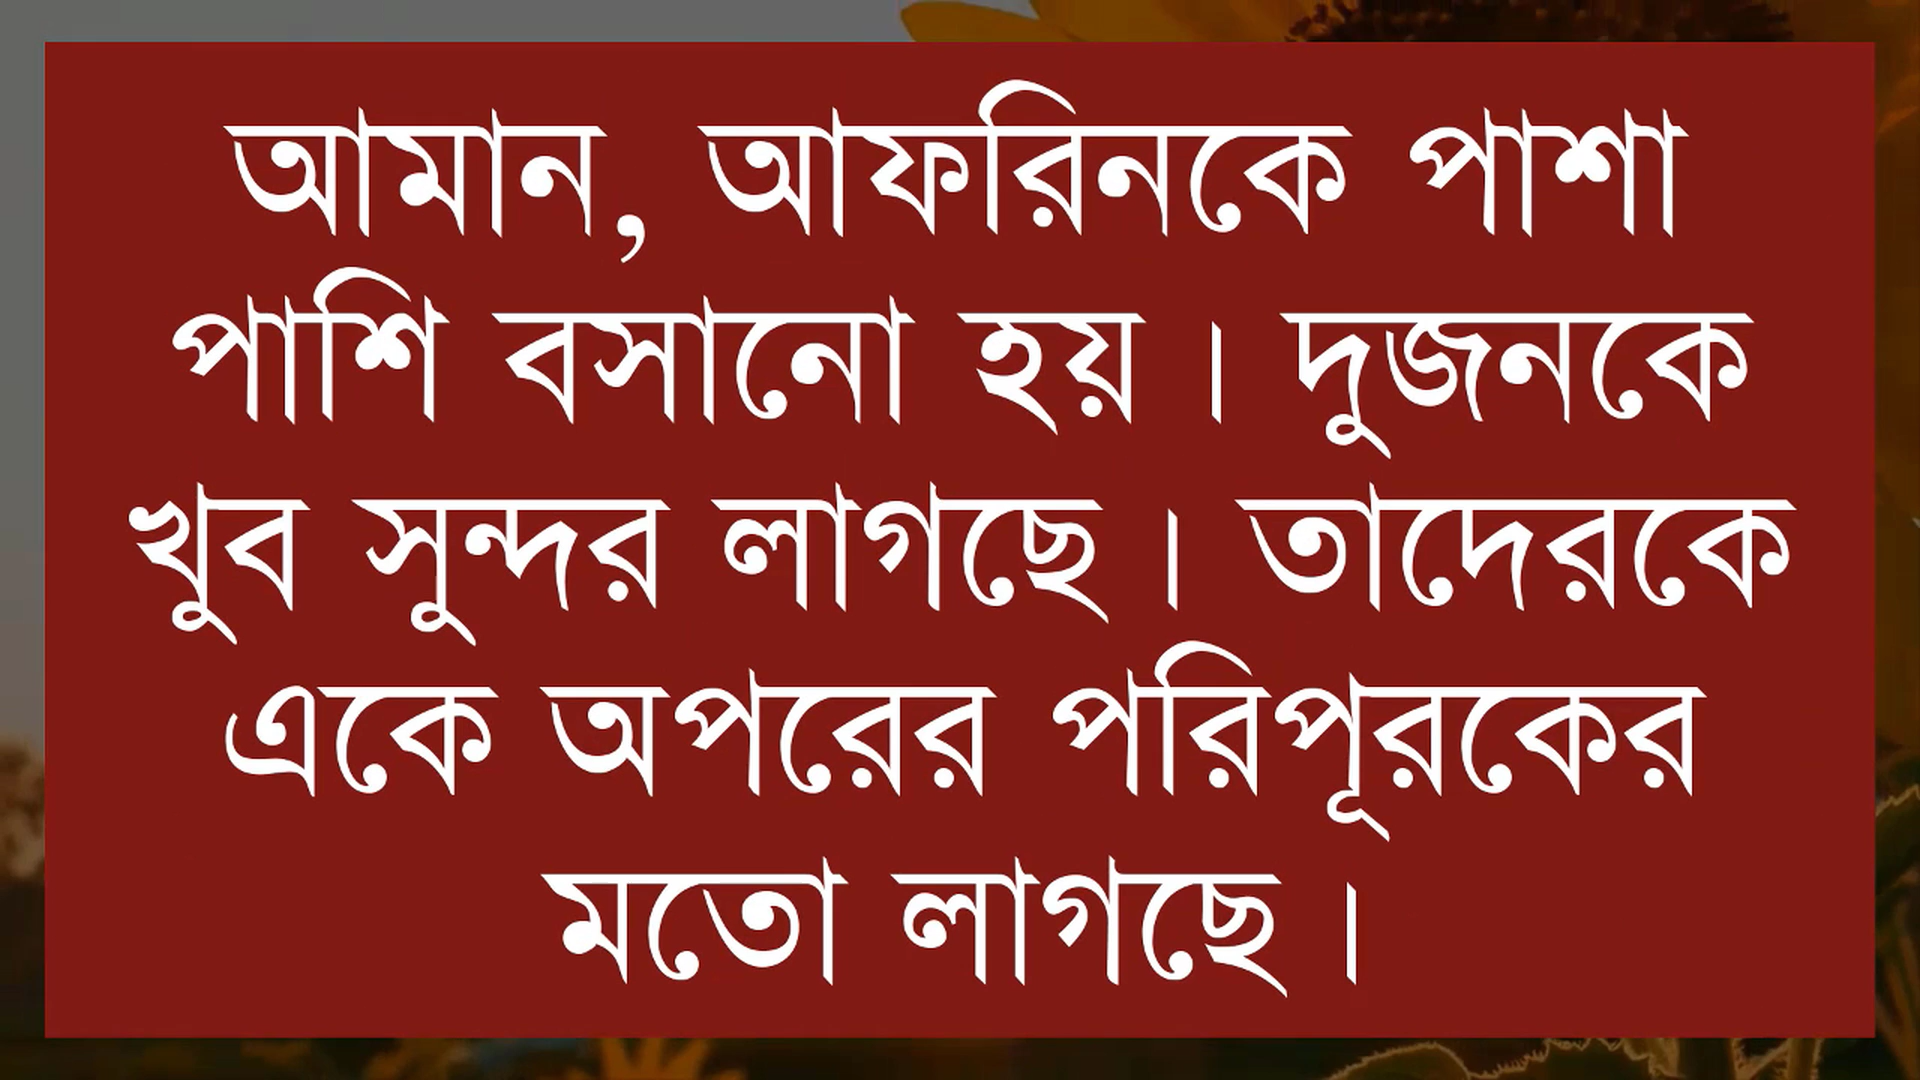 আমান, আফরিনকে পাশা
পাশি বসানো হয়। দুজনকে
খুব সুন্দর লাগছে। তাদেরকে
একে অপরের পরিপূরকের
মতো লাগছে।